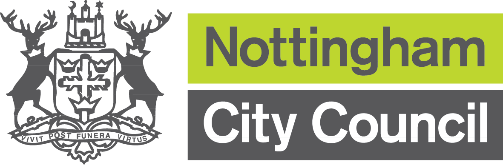 Nottingham
City Council
VIVIT POST FUNERA VIRTUS